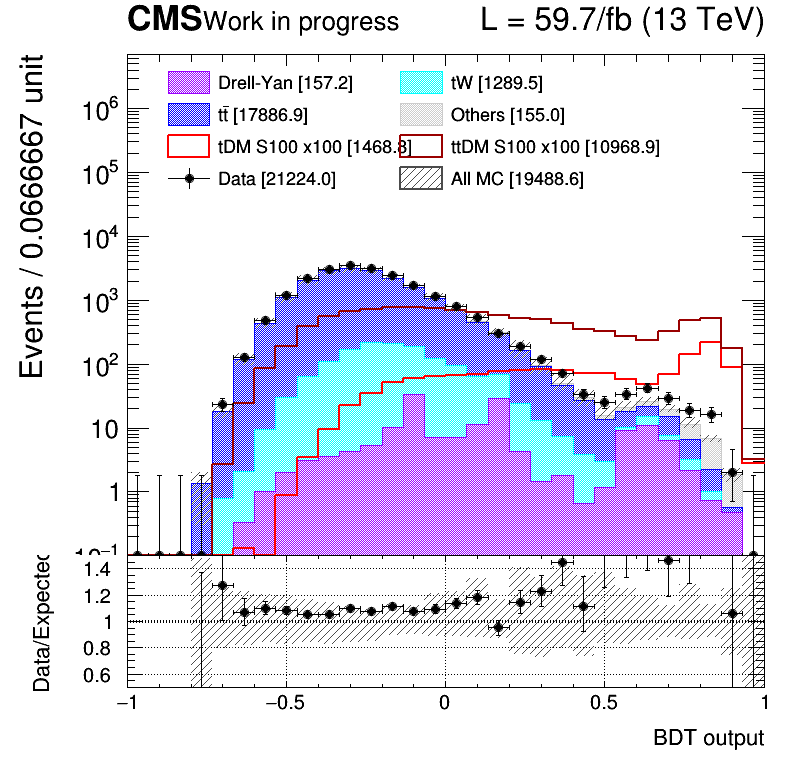 CMS Work in progress L = 59.7/fb (13 TeV)
Events / 0.0666667 unit
Drell-Yan [157.2] tW [1289.5]
tt̄ [17886.9] Others [155.0]
tDM S100 x100 [1468.8] ttDM S100 x100 [10968.9]
Data [21224.0] All MC [19488.6]
10⁶
10⁵
10⁴
10³
10²
10
1
10⁻¹
Data/Expected
1.4
1.2
1
0.8
0.6
−1 −0.5 0 0.5 1
BDT output